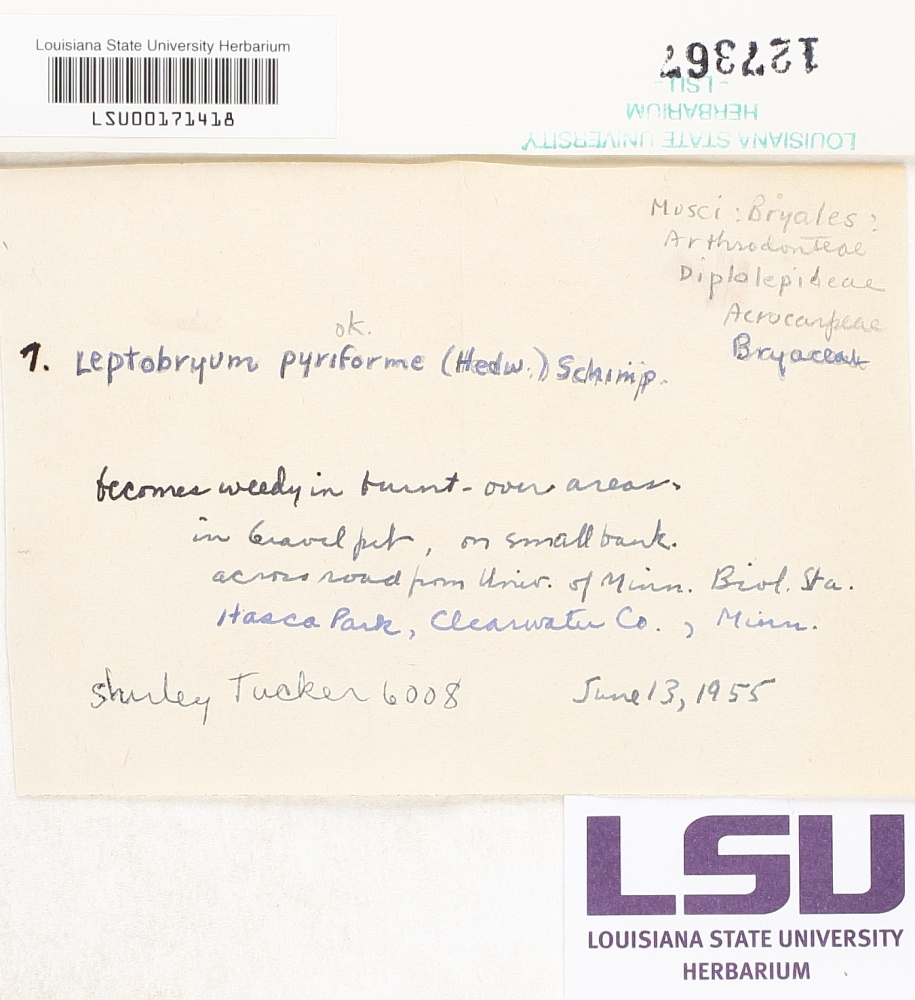 Louisiana State University Herbarium
LSU00171418
127367
- LSU -
HERBARIUM
LOUISIANA STATE UNIVERSITY
Musci : Bryales :
Arthrodonteae
Diplolepideae
Acrocarpeae
Bryaceae
ok.
7. Leptobryum pyriforme (Hedw.) Schimp.
becomes weedy in burnt-over areas.
in Gravel pit, on small bank.
across road from Univ. of Minn. Biol. Sta.
Itasca Park, Clearwater Co., Minn.
Shirley Tucker 6008 June 13, 1955
LSU
LOUISIANA STATE UNIVERSITY
HERBARIUM